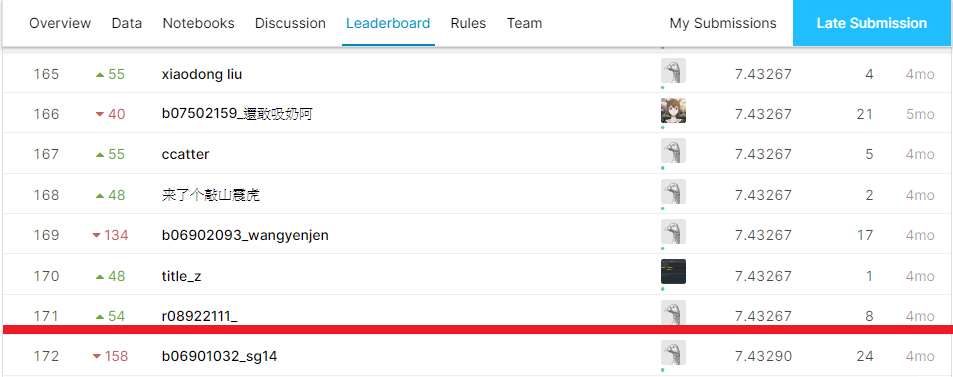 Overview Data Notebooks Discussion Leaderboard Rules Team My Submissions Late Submission
165 ▲ 55 xiaodong liu 7.43267 4 4mo
166 ▼ 40 b07502159_還敢吸奶阿 7.43267 21 5mo
167 ▲ 55 ccatter 7.43267 5 4mo
168 ▲ 48 来了个敲山震虎 7.43267 2 4mo
169 ▼ 134 b06902093_wangyenjen 7.43267 17 4mo
170 ▲ 48 title_z 7.43267 1 4mo
171 ▲ 54 r08922111_ 7.43267 8 4mo
172 ▼ 158 b06901032_sg14 7.43290 24 4mo